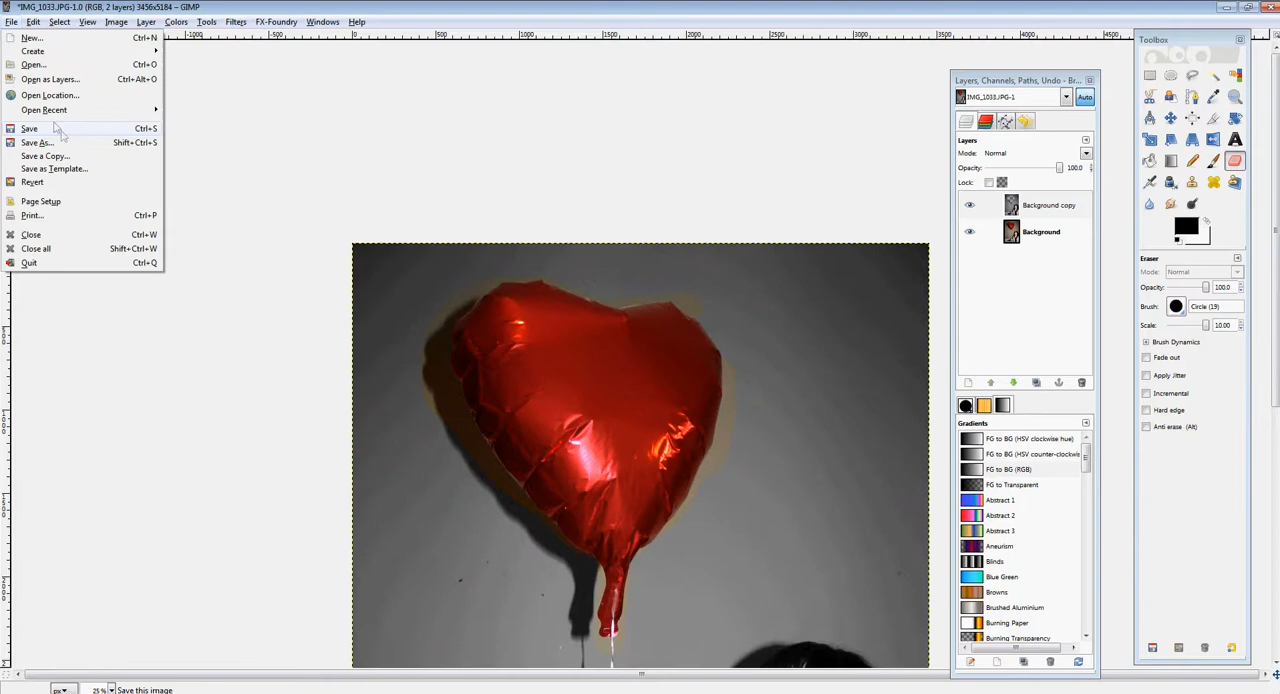 *IMG_1033.JPG-1.0 (RGB, 2 layers) 3456x5184 – GIMP
File Edit Select View Image Layer Colors Tools Filters FX-Foundry Windows Help
New... Ctrl+N
Create
Open... Ctrl+O
Open as Layers... Ctrl+Alt+O
Open Location...
Open Recent
Save Ctrl+S
Save As... Shift+Ctrl+S
Save a Copy...
Save as Template...
Revert
Page Setup
Print... Ctrl+P
Close Ctrl+W
Close all Shift+Ctrl+W
Quit Ctrl+Q
Layers, Channels, Paths, Undo - Br...
IMG_1033.JPG-1
Auto
Layers
Mode: Normal
Opacity: 100.0
Lock:
Background copy
Background
Gradients
FG to BG (HSV clockwise hue)
FG to BG (HSV counter-clockwise
FG to BG (RGB)
FG to Transparent
Abstract 1
Abstract 2
Abstract 3
Aneurism
Blinds
Blue Green
Browns
Brushed Aluminium
Burning Paper
Burning Transparency
Toolbox
Eraser
Mode: Normal
Opacity: 100.0
Brush: Circle (19)
Scale: 10.00
Brush Dynamics
Fade out
Apply Jitter
Incremental
Hard edge
Anti erase (Alt)
px 25 % Save this image